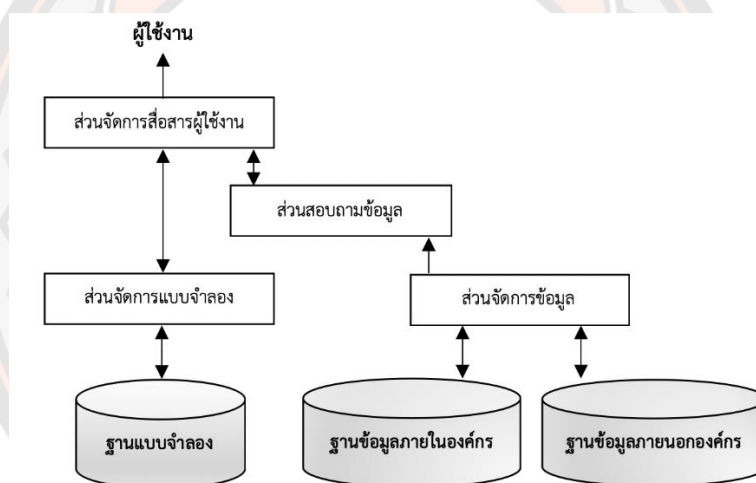 ผู้ใช้งาน
ส่วนจัดการสื่อสารผู้ใช้งาน
ส่วนสอบถามข้อมูล
ส่วนจัดการแบบจำลอง
ส่วนจัดการข้อมูล
ฐานแบบจำลอง
ฐานข้อมูลภายในองค์กร
ฐานข้อมูลภายนอกองค์กร